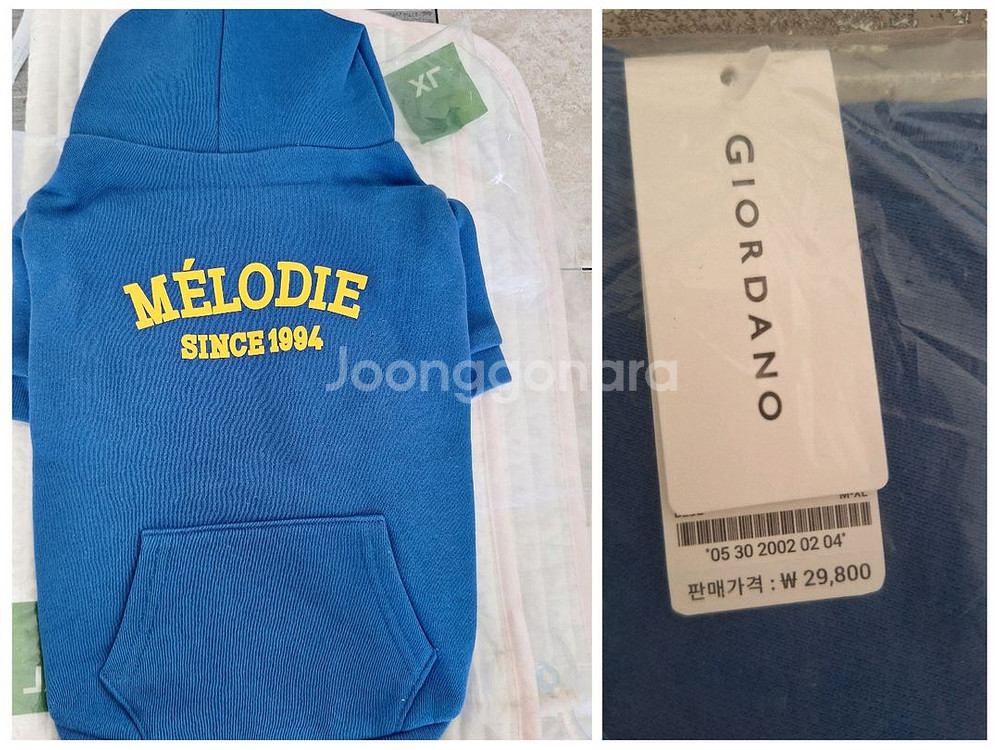 XL
MÉLODIE
SINCE 1994
Joonggonara
GIORDANO
M-XL
*05 30 2002 02 04*
판매가격 : ₩ 29,800